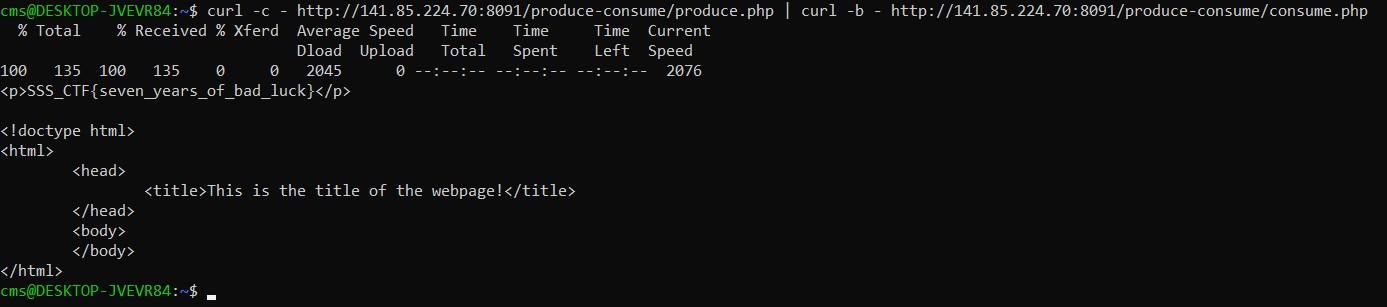 cms@DESKTOP-JVEVR84:~$ curl -c - http://141.85.224.70:8091/produce-consume/produce.php | curl -b - http://141.85.224.70:8091/produce-consume/consume.php
  % Total    % Received % Xferd  Average Speed   Time    Time     Time  Current
                                 Dload  Upload   Total   Spent    Left  Speed
100   135  100   135    0     0   2045      0 --:--:-- --:--:-- --:--:--  2076
<p>SSS_CTF{seven_years_of_bad_luck}</p>
<!doctype html>
<html>
        <head>
                <title>This is the title of the webpage!</title>
        </head>
        <body>
        </body>
</html>
cms@DESKTOP-JVEVR84:~$